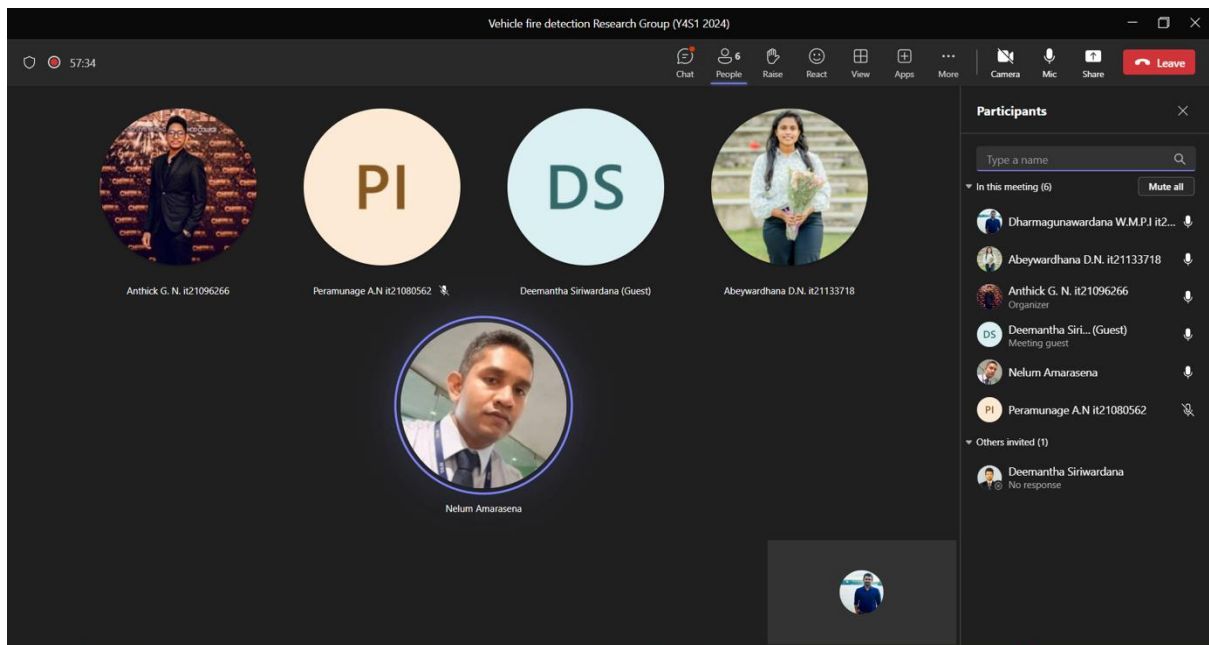 Vehicle fire detection Research Group (Y4S1 2024)
57:34
Chat
6
People
Raise
React
View
Apps
More
Camera
Mic
Share
Leave
PI
DS
Anthick G. N. it21096266
Peramunage A.N it21080562
Deemantha Siriwardana (Guest)
Abeywardhana D.N. it21133718
Nelum Amarasena
Participants
Type a name
In this meeting (6)
Mute all
Dharmagunawardana W.M.P.I it2...
Abeywardhana D.N. it21133718
Anthick G. N. it21096266
Organizer
DS
Deemantha Siri... (Guest)
Meeting guest
Nelum Amarasena
PI
Peramunage A.N it21080562
Others invited (1)
Deemantha Siriwardana
No response